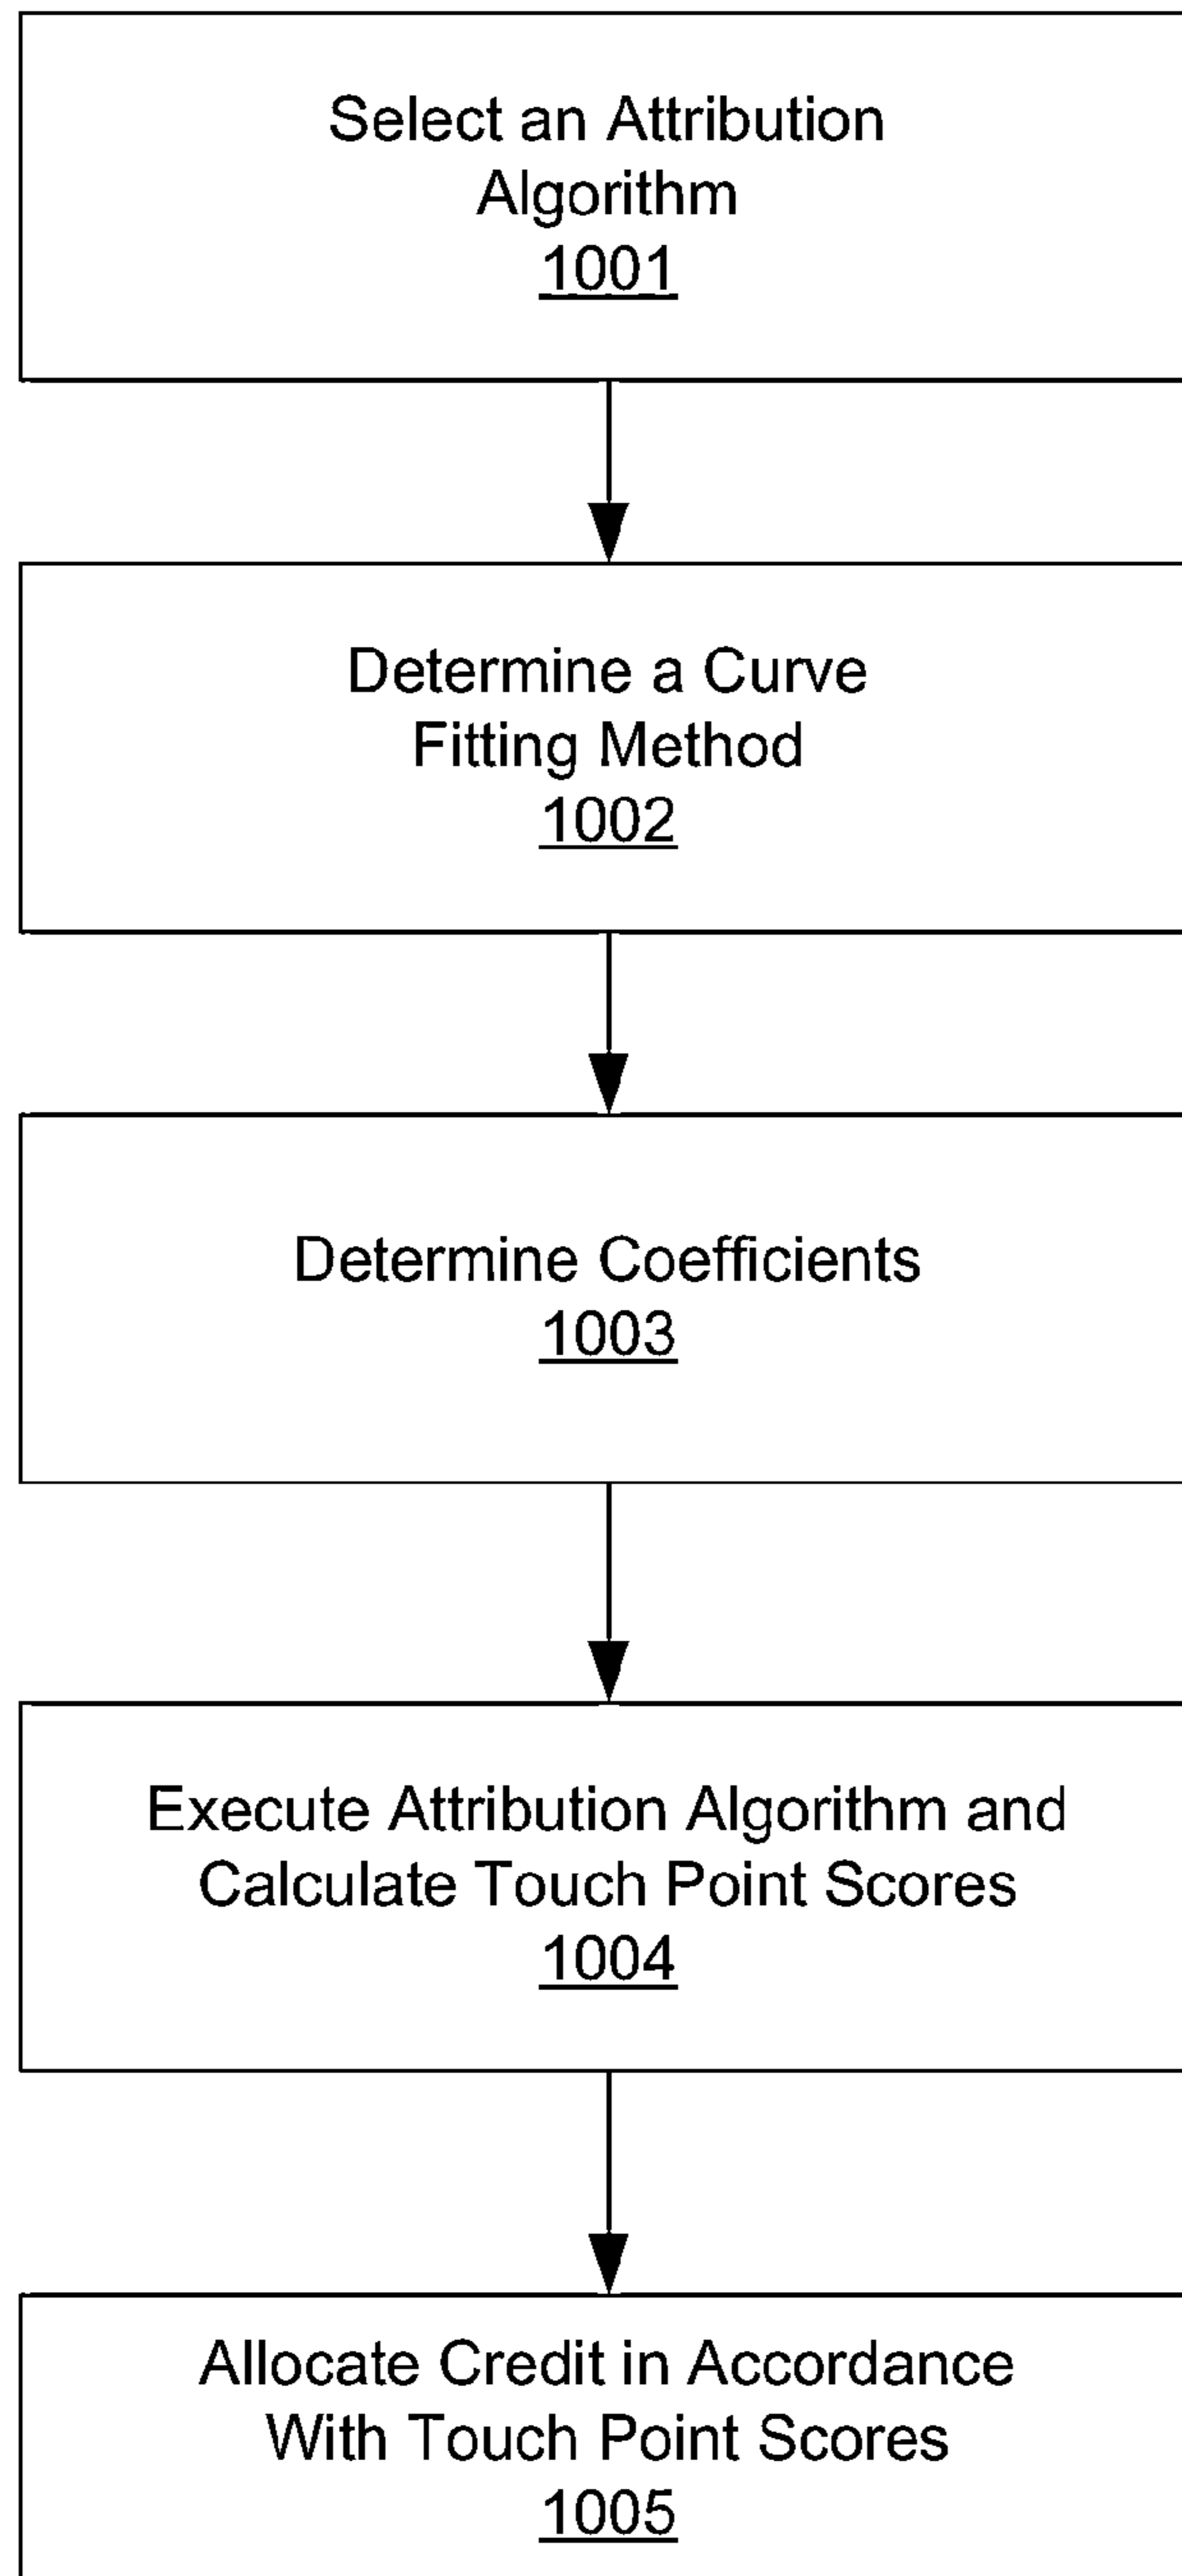 Select an Attribution
Algorithm
1001
Determine a Curve
Fitting Method
1002
Determine Coefficients
1003
Execute Attribution Algorithm and
Calculate Touch Point Scores
1004
Allocate Credit in Accordance
With Touch Point Scores
1005